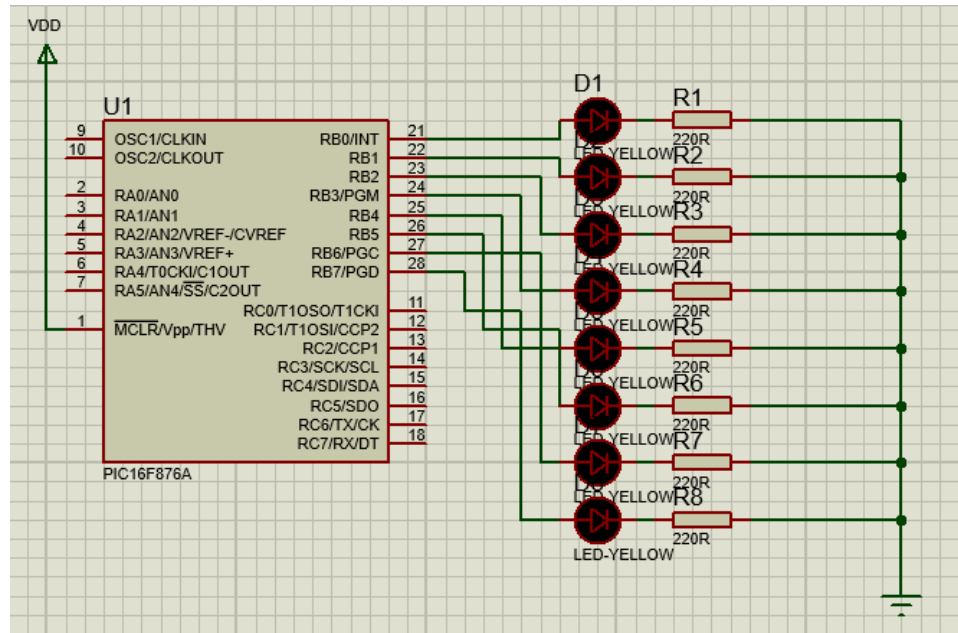 VDD
U1
9 OSC1/CLKIN
10 OSC2/CLKOUT
2 RA0/AN0
3 RA1/AN1
4 RA2/AN2/VREF-/CVREF
5 RA3/AN3/VREF+
6 RA4/T0CKI/C1OUT
7 RA5/AN4/SS/C2OUT
1 MCLR/Vpp/THV
RB0/INT 21
RB1 22
RB2 23
RB3/PGM 24
RB4 25
RB5 26
RB6/PGC 27
RB7/PGD 28
RC0/T1OSO/T1CKI 11
RC1/T1OSI/CCP2 12
RC2/CCP1 13
RC3/SCK/SCL 14
RC4/SDI/SDA 15
RC5/SDO 16
RC6/TX/CK 17
RC7/RX/DT 18
PIC16F876A
D1
R1
220R
LED-YELLOW
R2
220R
LED-YELLOW
R3
220R
LED-YELLOW
R4
220R
LED-YELLOW
R5
220R
LED-YELLOW
R6
220R
LED-YELLOW
R7
220R
LED-YELLOW
R8
220R
LED-YELLOW